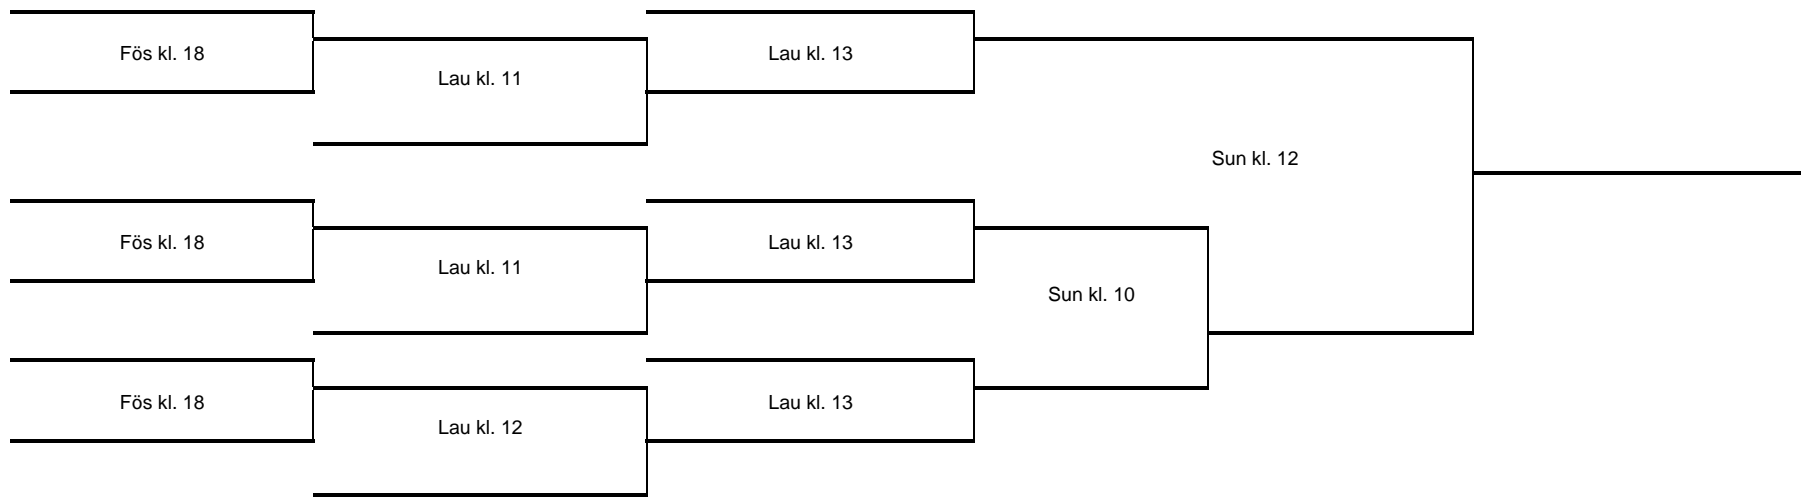 Fös kl. 18
Lau kl. 11
Lau kl. 13
Sun kl. 12
Fös kl. 18
Lau kl. 11
Lau kl. 13
Sun kl. 10
Fös kl. 18
Lau kl. 12
Lau kl. 13